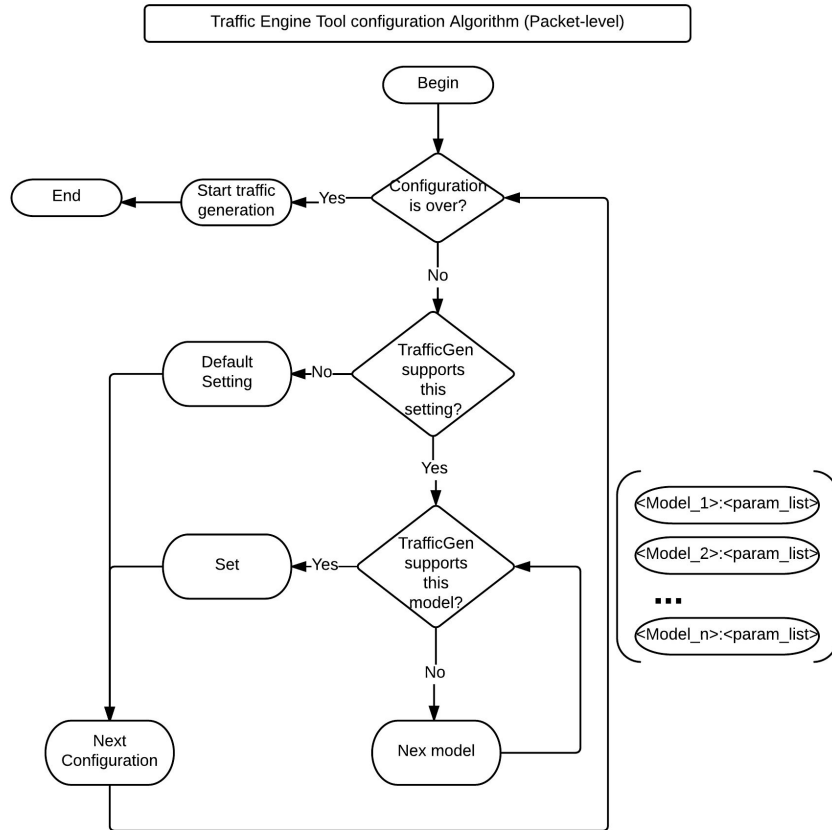 Traffic Engine Tool configuration Algorithm (Packet-level)
Begin
Configuration
is over?
Yes
Start traffic
generation
End
No
TrafficGen
supports
this
setting?
No
Default
Setting
Yes
TrafficGen
supports
this
model?
Yes
Set
No
Nex model
Next
Configuration
<Model_1>:<param_list>
<Model_2>:<param_list>
...
<Model_n>:<param_list>